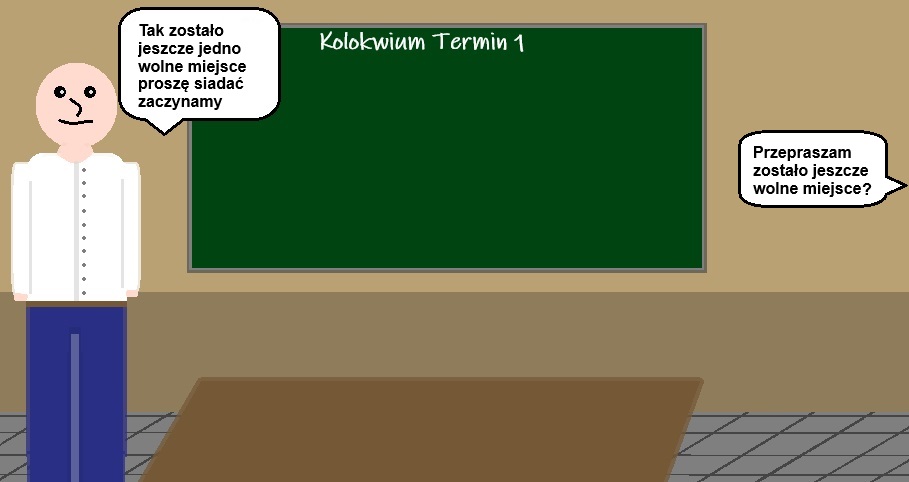 Kolokwium Termin 1
Przepraszam
zostało jeszcze
wolne miejsce?
Tak zostało
jeszcze jedno
wolne miejsce
proszę siadać
zaczynamy